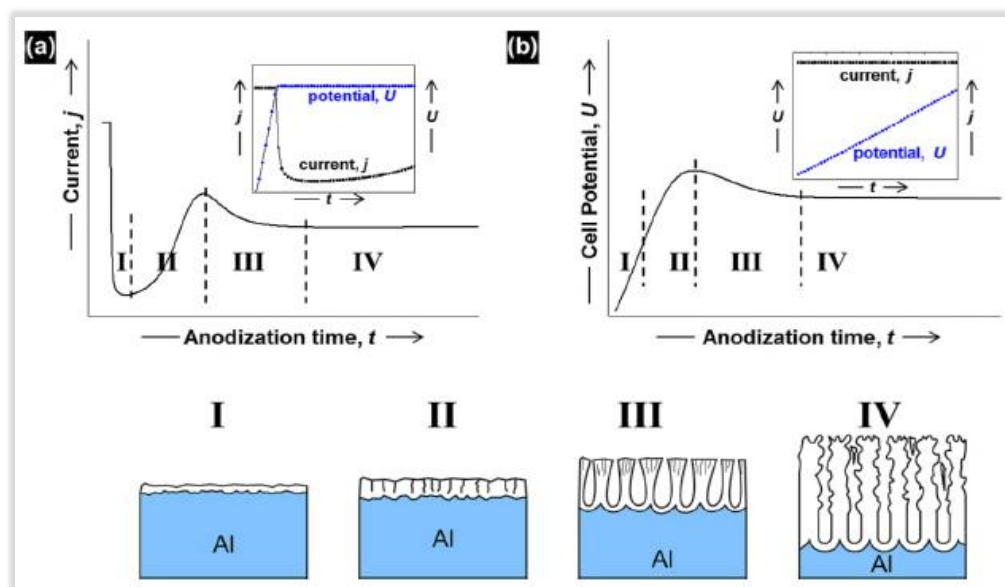 (a)
Current, j
potential, U
current, j
j
U
t
I II III IV
Anodization time, t
(b)
Cell Potential, U
current, j
potential, U
U
j
t
I II III IV
Anodization time, t
I II III IV
Al Al Al Al